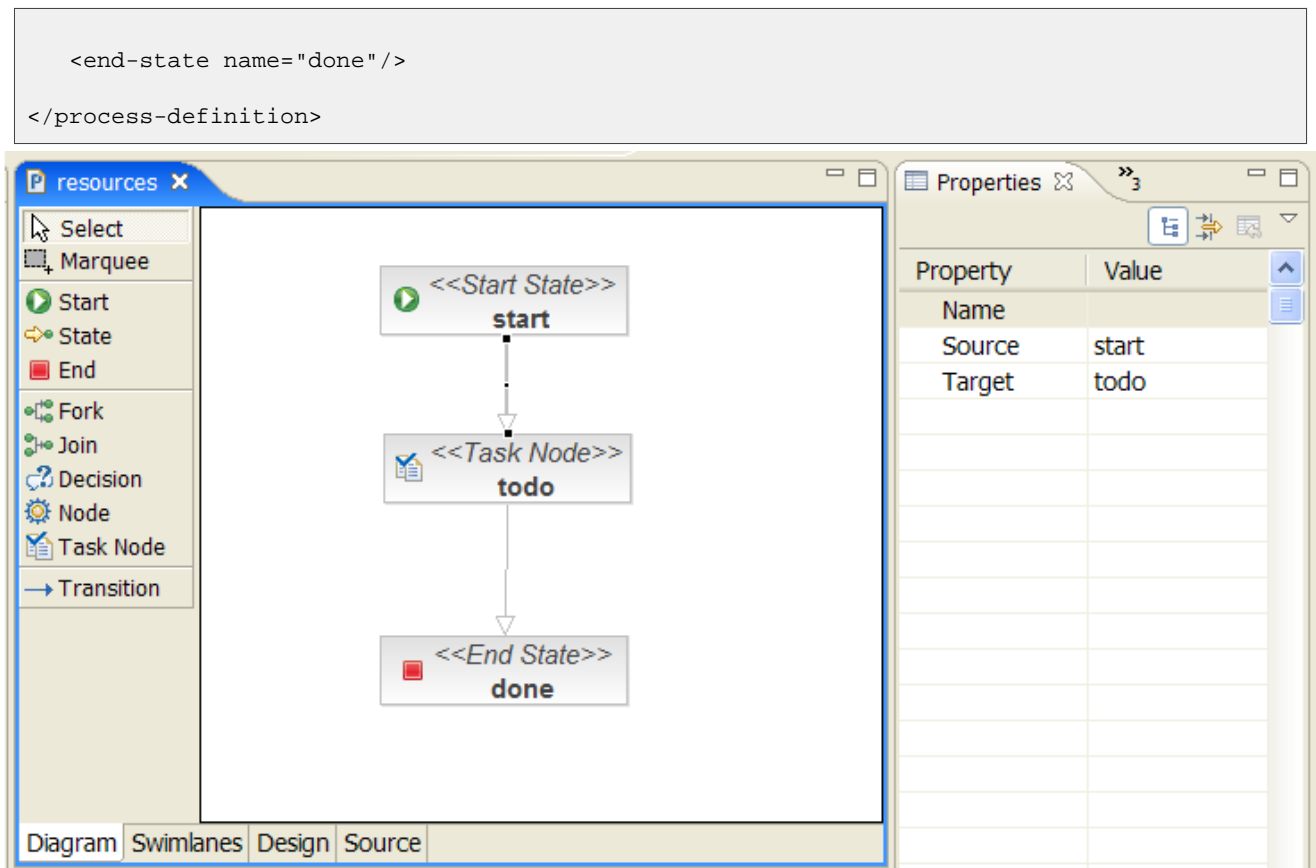 <end-state name="done"/>
</process-definition>
resources
Select
Marquee
Start
State
End
Fork
Join
Decision
Node
Task Node
Transition
<<Start State>>
start
<<Task Node>>
todo
<<End State>>
done
Diagram Swimlanes Design Source
Properties »3
Property Value
Name
Source start
Target todo